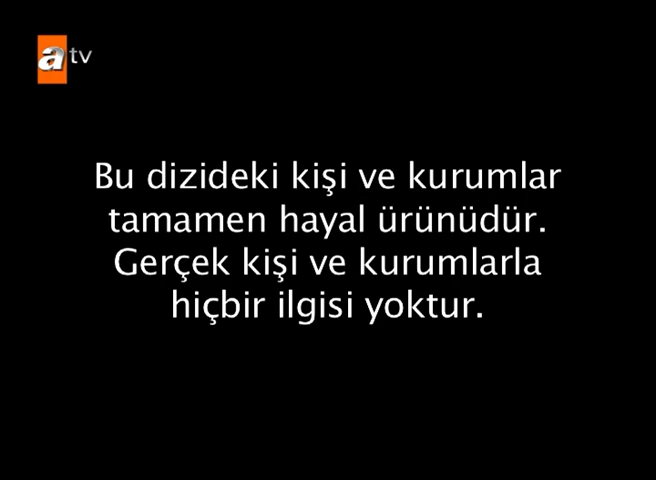 atv
Bu dizideki kişi ve kurumlar
tamamen hayal ürünüdür.
Gerçek kişi ve kurumlarla
hiçbir ilgisi yoktur.